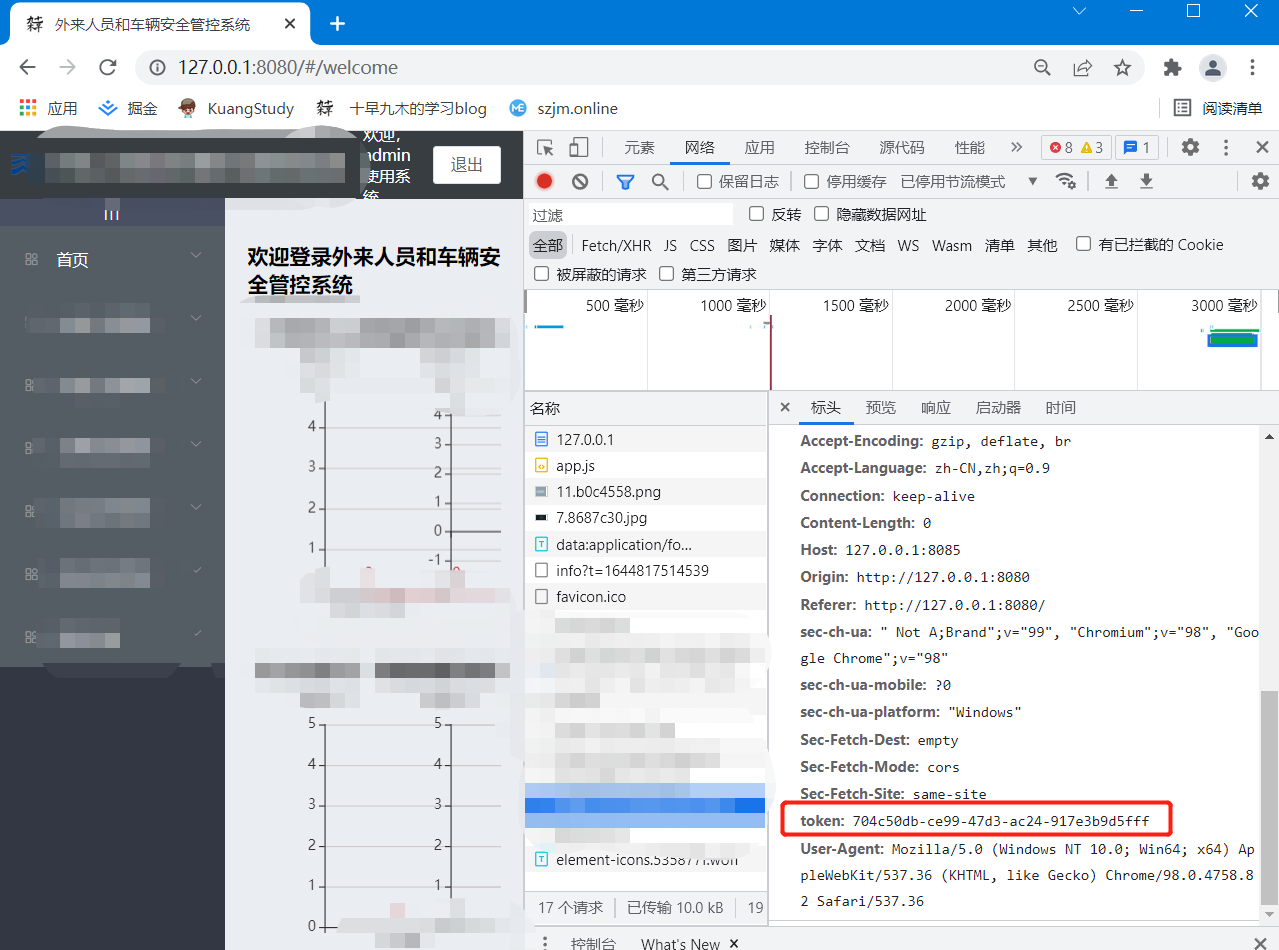 外来人员和车辆安全管控系统
127.0.0.1:8080/#/welcome
应用 掘金 KuangStudy 十早九木的学习blog szjm.online 阅读清单
欢迎,
admin
使用系
统
退出
首页
欢迎登录外来人员和车辆安
全管控系统
4
3
2
1
4
3
2
1
0
-1
5
4
3
2
1
0
5
4
3
2
1
元素 网络 应用 控制台 源代码 性能 8 3 1
保留日志 停用缓存 已停用节流模式
过滤 反转 隐藏数据网址
全部 Fetch/XHR JS CSS 图片 媒体 字体 文档 WS Wasm 清单 其他 有已拦截的 Cookie
被屏蔽的请求 第三方请求
500 毫秒 1000 毫秒 1500 毫秒 2000 毫秒 2500 毫秒 3000 毫秒
名称
127.0.0.1
app.js
11.b0c4558.png
7.8687c30.jpg
data:application/fo...
info?t=1644817514539
favicon.ico
element-icons.5358771.woff
17 个请求 已传输 10.0 kB 19
标头 预览 响应 启动器 时间
Accept-Encoding: gzip, deflate, br
Accept-Language: zh-CN,zh;q=0.9
Connection: keep-alive
Content-Length: 0
Host: 127.0.0.1:8085
Origin: http://127.0.0.1:8080
Referer: http://127.0.0.1:8080/
sec-ch-ua: " Not A;Brand";v="99", "Chromium";v="98", "Goo
gle Chrome";v="98"
sec-ch-ua-mobile: ?0
sec-ch-ua-platform: "Windows"
Sec-Fetch-Dest: empty
Sec-Fetch-Mode: cors
Sec-Fetch-Site: same-site
token: 704c50db-ce99-47d3-ac24-917e3b9d5fff
User-Agent: Mozilla/5.0 (Windows NT 10.0; Win64; x64) Ap
pleWebKit/537.36 (KHTML, like Gecko) Chrome/98.0.4758.8
2 Safari/537.36
控制台 What's New